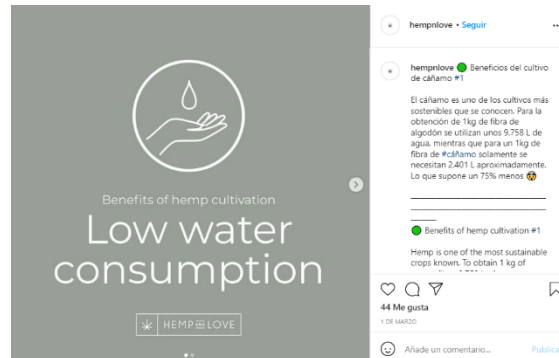 Benefits of hemp cultivation
Low water
consumption
HEMP LOVE
hempnlove • Seguir
hempnlove Beneficios del cultivo
de cáñamo #1
El cáñamo es uno de los cultivos más
sostenibles que se conocen. Para la
obtención de 1kg de fibra de
algodón se utilizan unos 9.758 L de
agua, mientras que para un 1kg de
fibra de #cáñamo solamente se
necesitan 2.401 L aproximadamente.
Lo que supone un 75% menos
Benefits of hemp cultivation #1
Hemp is one of the most sustainable
crops known. To obtain 1 kg of
44 Me gusta
1 DE MARZO
Añade un comentario...
Publicar